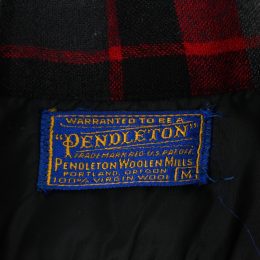 WARRANTED TO BE A
"PENDLETON"
TRADE MARK REG. U.S. PAT. OFF.
PENDLETON WOOLEN MILLS
PORTLAND, OREGON
100% VIRGIN WOOL M